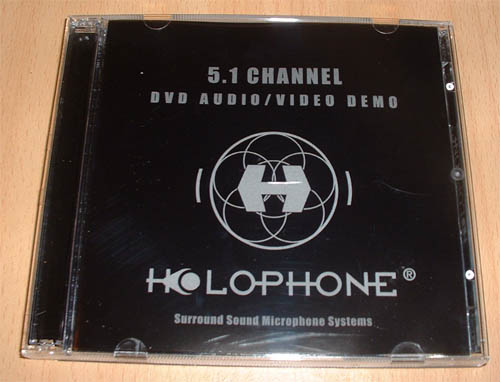 5.1 CHANNEL
DVD AUDIO/VIDEO DEMO
H
HOLOPHONE®
Surround Sound Microphone Systems